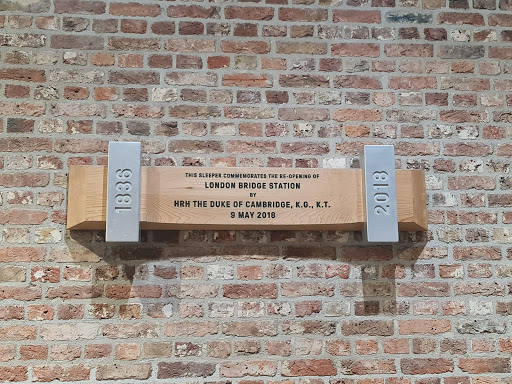 1836
THIS SLEEPER COMMEMORATES THE RE-OPENING OF
LONDON BRIDGE STATION
BY
HRH THE DUKE OF CAMBRIDGE, K.G., K.T.
9 MAY 2018
2018